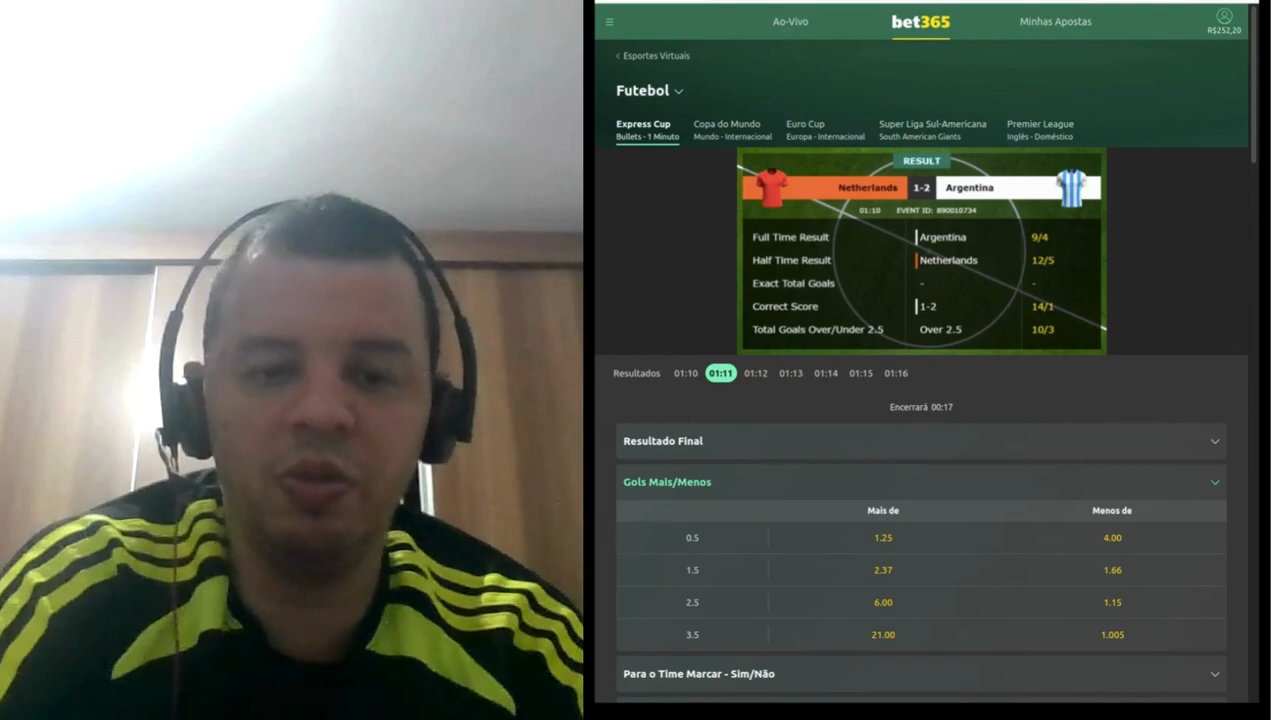 Ao-Vivo
bet365
Minhas Apostas
R$252,20
Esportes Virtuais
Futebol
Express Cup
Bullets - 1 Minuto
Copa do Mundo
Mundo - Internacional
Euro Cup
Europa - Internacional
Super Liga Sul-Americana
South American Giants
Premier League
Inglês - Doméstico
RESULT
Netherlands 1-2 Argentina
01:10 EVENT ID: 890010734
Full Time Result Argentina 9/4
Half Time Result Netherlands 12/5
Exact Total Goals - -
Correct Score 1-2 14/1
Total Goals Over/Under 2.5 Over 2.5 10/3
Resultados 01:10 01:11 01:12 01:13 01:14 01:15 01:16
Encerrará 00:17
Resultado Final
Gols Mais/Menos
Mais de Menos de
0.5 1.25 4.00
1.5 2.37 1.66
2.5 6.00 1.15
3.5 21.00 1.005
Para o Time Marcar - Sim/Não